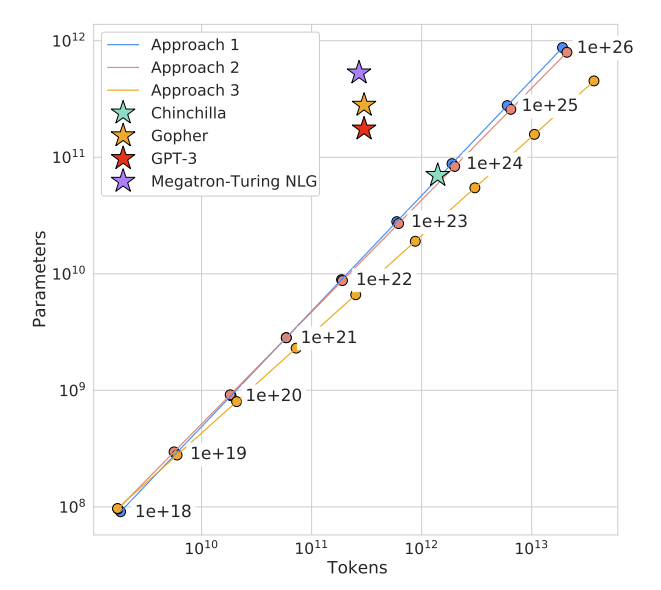 10^12
10^11
10^10
10^9
10^8
Parameters
Approach 1
Approach 2
Approach 3
Chinchilla
Gopher
GPT-3
Megatron-Turing NLG
1e+26
1e+25
1e+24
1e+23
1e+22
1e+21
1e+20
1e+19
1e+18
10^10 10^11 10^12 10^13
Tokens